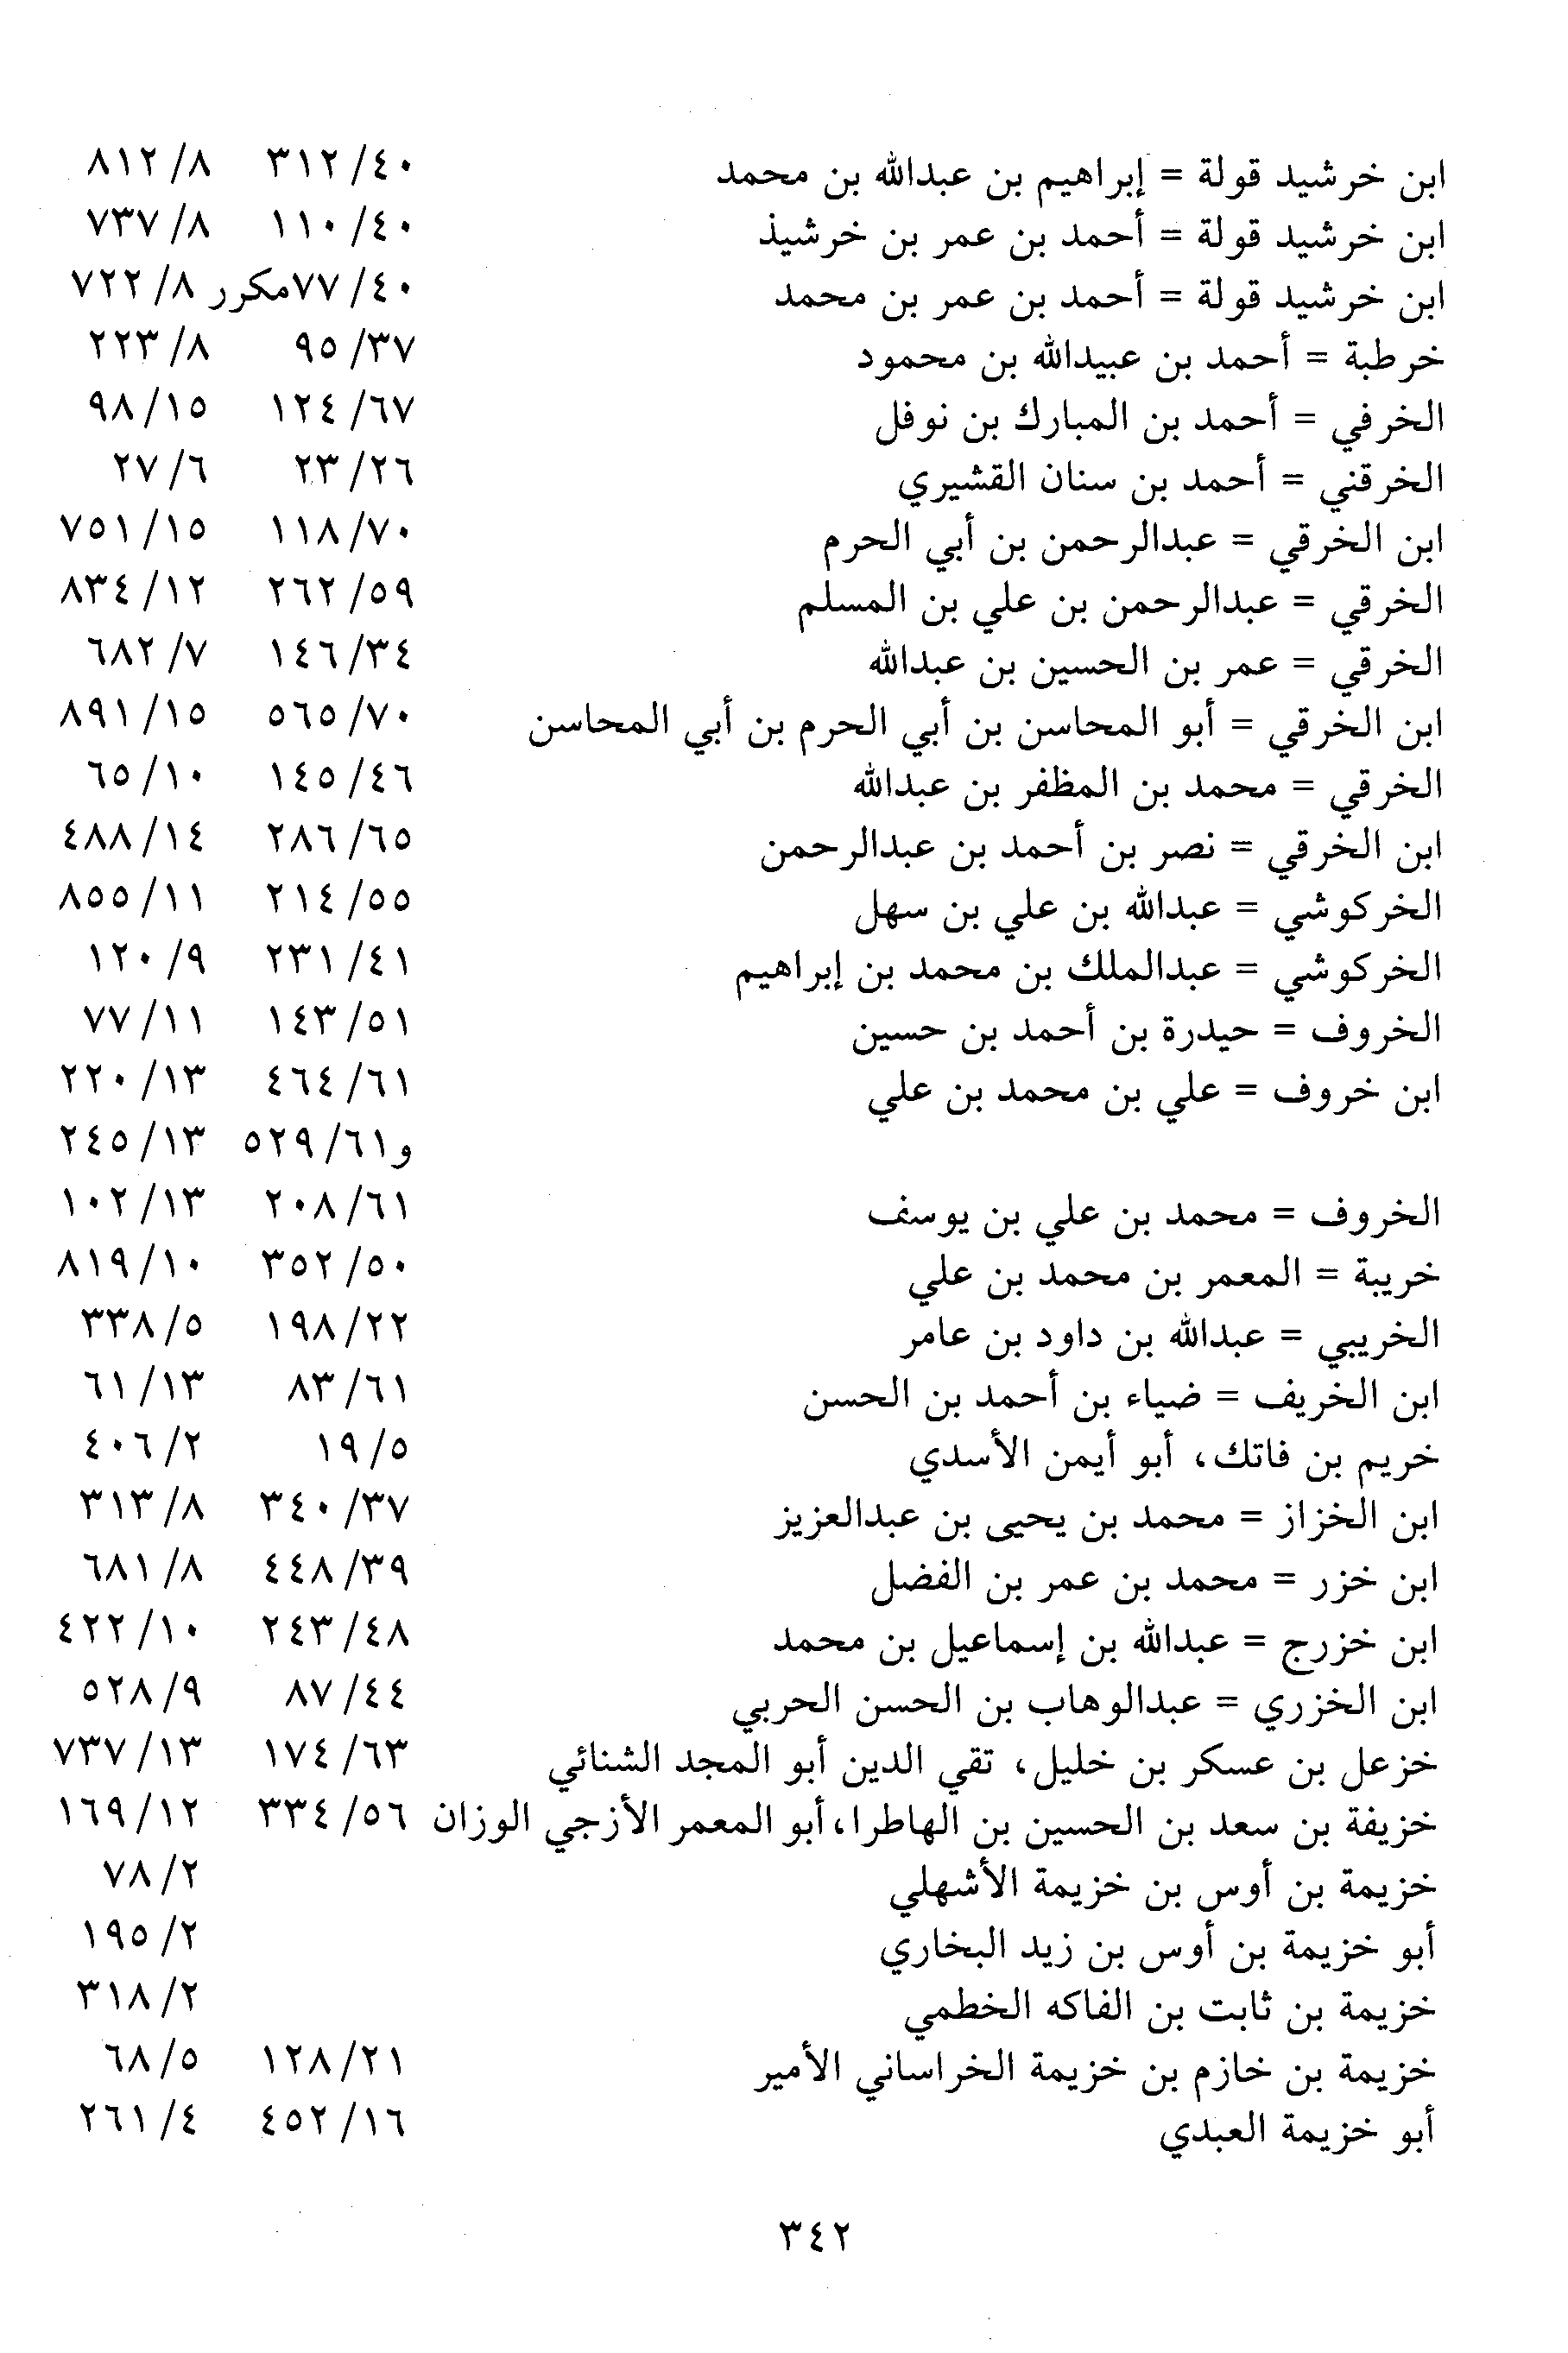 ابن خرشيد قولة = إبراهيم بن عبدالله بن محمد ٤٠/ ٣١٢ ٨/ ٨١٢
ابن خرشيد قولة = أحمد بن عمر بن خرشيذ ٤٠/ ١١٠ ٨/ ٧٣٧
ابن خرشيد قولة = أحمد بن عمر بن محمد ٤٠/ ٧٧مكرر ٨/ ٧٢٢
خرطبة = أحمد بن عبيدالله بن محمود ٣٧/ ٩٥ ٨/ ٢٢٣
الخرفي = أحمد بن المبارك بن نوفل ٦٧/ ١٢٤ ١٥/ ٩٨
الخرقني = أحمد بن سنان القشيري ٢٦/ ٢٣ ٦/ ٢٧
ابن الخرقي = عبدالرحمن بن أبي الحرم ٧٠/ ١١٨ ١٥/ ٧٥١
الخرقي = عبدالرحمن بن علي بن المسلم ٥٩/ ٢٦٢ ١٢/ ٨٣٤
الخرقي = عمر بن الحسين بن عبدالله ٣٤/ ١٤٦ ٧/ ٦٨٢
ابن الخرقي = أبو المحاسن بن أبي الحرم بن أبي المحاسن ٧٠/ ٥٦٥ ١٥/ ٨٩١
الخرقي = محمد بن المظفر بن عبدالله ٤٦/ ١٤٥ ١٠/ ٦٥
ابن الخرقي = نصر بن أحمد بن عبدالرحمن ٦٥/ ٢٨٦ ١٤/ ٤٨٨
الخركوشي = عبدالله بن علي بن سهل ٥٥/ ٢١٤ ١١/ ٨٥٥
الخركوشي = عبدالملك بن محمد بن إبراهيم ٤١/ ٢٣١ ٩/ ١٢٠
الخروف = حيدرة بن أحمد بن حسين ٥١/ ١٤٣ ١١/ ٧٧
ابن خروف = علي بن محمد بن علي ٦١/ ٤٦٤ ١٣/ ٢٢٠
و٦١/ ٥٢٩ ١٣/ ٢٤٥
الخروف = محمد بن علي بن يوسف ٦١/ ٢٠٨ ١٣/ ١٠٢
خريبة = المعمر بن محمد بن علي ٥٠/ ٣٥٢ ١٠/ ٨١٩
الخريبي = عبدالله بن داود بن عامر ٢٢/ ١٩٨ ٥/ ٣٣٨
ابن الخريف = ضياء بن أحمد بن الحسن ٦١/ ٨٣ ١٣/ ٦١
خريم بن فاتك، أبو أيمن الأسدي ٥/ ١٩ ٢/ ٤٠٦
ابن الخزاز = محمد بن يحيى بن عبدالعزيز ٣٧/ ٣٤٠ ٨/ ٣١٣
ابن خزر = محمد بن عمر بن الفضل ٣٩/ ٤٤٨ ٨/ ٦٨١
ابن خزرج = عبدالله بن إسماعيل بن محمد ٤٨/ ٢٤٣ ١٠/ ٤٢٢
ابن الخزري = عبدالوهاب بن الحسن الحربي ٤٤/ ٨٧ ٩/ ٥٢٨
خزعل بن عسكر بن خليل، تقي الدين أبو المجد الشنائي ٦٣/ ١٧٤ ١٣/ ٧٣٧
خزيفة بن سعد بن الحسين بن الهاطرا، أبو المعمر الأزجي الوزان ٥٦/ ٣٣٤ ١٢/ ١٦٩
خزيمة بن أوس بن خزيمة الأشهلي ٢/ ٧٨
أبو خزيمة بن أوس بن زيد البخاري ٢/ ١٩٥
خزيمة بن ثابت بن الفاكه الخطمي ٢/ ٣١٨
خزيمة بن خازم بن خزيمة الخراساني الأمير ٢١/ ١٢٨ ٥/ ٦٨
أبو خزيمة العبدي ١٦/ ٤٥٢ ٤/ ٢٦١
٣٤٢